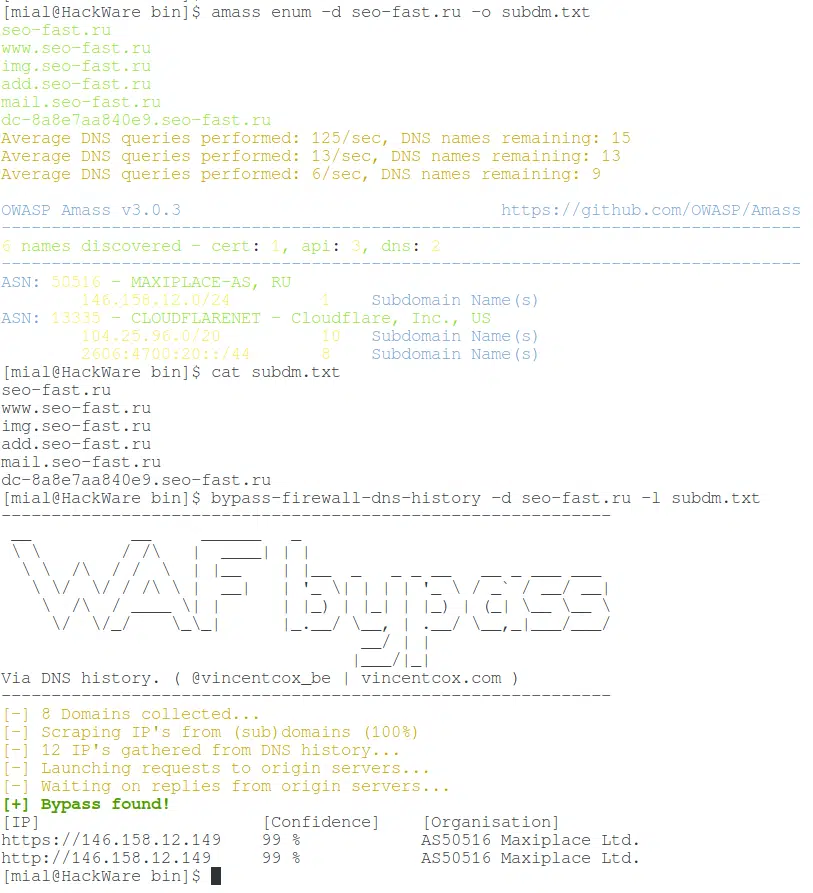 [mial@HackWare bin]$ amass enum -d seo-fast.ru -o subdm.txt
seo-fast.ru
www.seo-fast.ru
img.seo-fast.ru
add.seo-fast.ru
mail.seo-fast.ru
dc-8a8e7aa840e9.seo-fast.ru
Average DNS queries performed: 125/sec, DNS names remaining: 15
Average DNS queries performed: 13/sec, DNS names remaining: 13
Average DNS queries performed: 6/sec, DNS names remaining: 9
OWASP Amass v3.0.3 https://github.com/OWASP/Amass
--------------------------------------------------------------------------------
6 names discovered - cert: 1, api: 3, dns: 2
--------------------------------------------------------------------------------
ASN: 50516 - MAXIPLACE-AS, RU
146.158.12.0/24 1 Subdomain Name(s)
ASN: 13335 - CLOUDFLARENET - Cloudflare, Inc., US
104.25.96.0/20 10 Subdomain Name(s)
2606:4700:20::/44 8 Subdomain Name(s)
[mial@HackWare bin]$ cat subdm.txt
seo-fast.ru
www.seo-fast.ru
img.seo-fast.ru
add.seo-fast.ru
mail.seo-fast.ru
dc-8a8e7aa840e9.seo-fast.ru
[mial@HackWare bin]$ bypass-firewall-dns-history -d seo-fast.ru -l subdm.txt
-------------------------------------------------------------
WAF bypass
Via DNS history. ( @vincentcox_be | vincentcox.com )
-------------------------------------------------------------
[-] 8 Domains collected...
[-] Scraping IP's from (sub)domains (100%)
[-] 12 IP's gathered from DNS history...
[-] Launching requests to origin servers...
[-] Waiting on replies from origin servers...
[+] Bypass found!
[IP] [Confidence] [Organisation]
https://146.158.12.149 99 % AS50516 Maxiplace Ltd.
http://146.158.12.149 99 % AS50516 Maxiplace Ltd.
[mial@HackWare bin]$